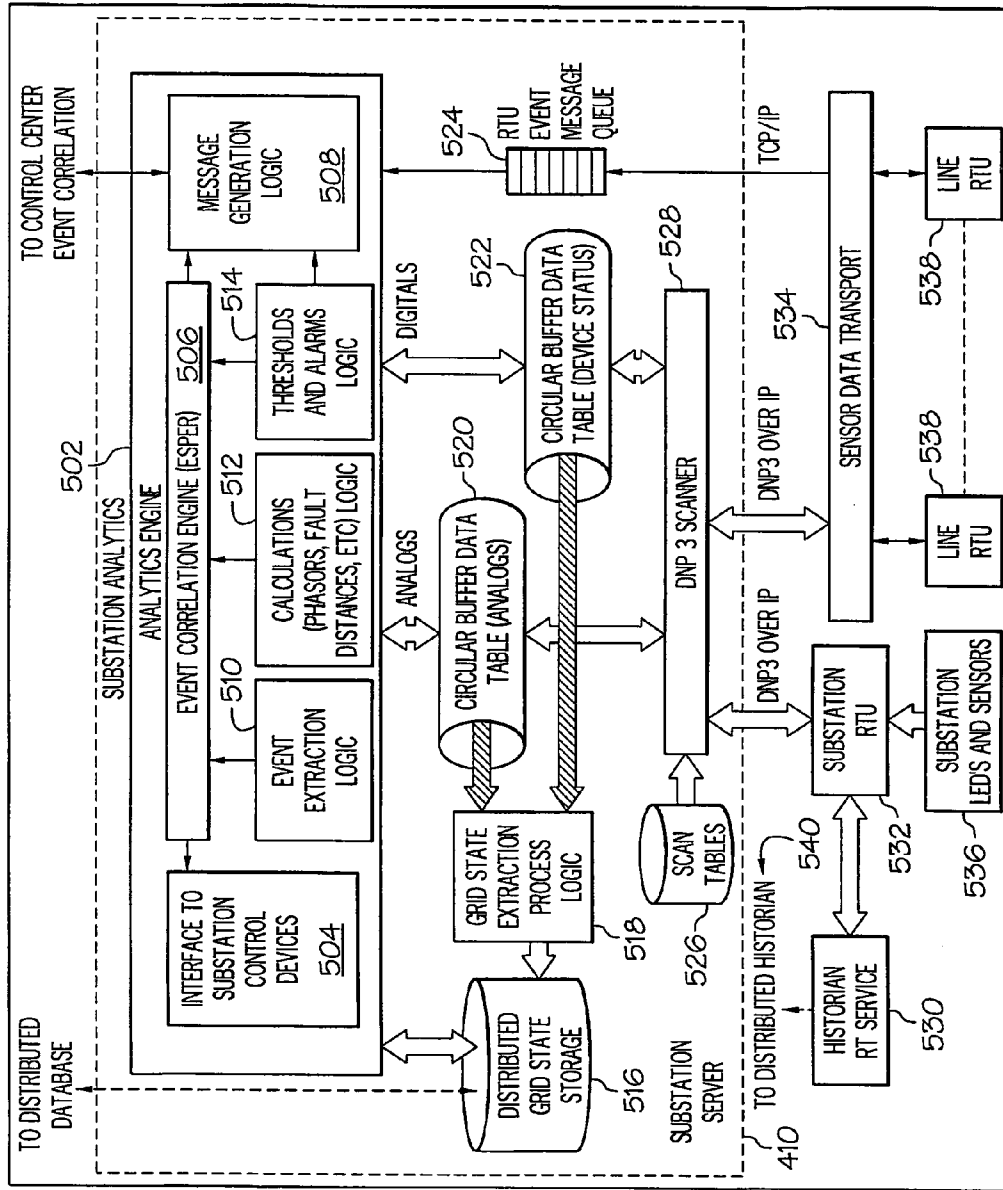 TO DISTRIBUTED
DATABASE
TO CONTROL CENTER
EVENT CORRELATION
502
SUBSTATION ANALYTICS
ANALYTICS ENGINE
EVENT CORRELATION ENGINE (ESPER) 506
INTERFACE TO
SUBSTATION
CONTROL
DEVICES
504
510
EVENT
EXTRACTION
LOGIC
512
CALCULATIONS
(PHASORS, FAULT
DISTANCES, ETC) LOGIC
514
THRESHOLDS
AND ALARMS
LOGIC
MESSAGE
GENERATION
LOGIC
508
ANALOGS
DIGITALS
524
RTU
EVENT
MESSAGE
QUEUE
520
CIRCULAR BUFFER DATA
TABLE (ANALOGS)
522
CIRCULAR BUFFER DATA
TABLE (DEVICE STATUS)
DISTRIBUTED
GRID STATE
STORAGE
516
GRID STATE
EXTRACTION
PROCESS
LOGIC
518
SCAN
TABLES
526
DNP 3 SCANNER
528
SUBSTATION
SERVER
410
TO DISTRIBUTED HISTORIAN
540
DNP3 OVER IP
DNP3 OVER IP
TCP/IP
HISTORIAN
RT SERVICE
530
SUBSTATION
RTU
532
SENSOR DATA TRANSPORT
534
SUBSTATION
LED'S AND SENSORS
536
LINE
RTU
538
LINE
RTU
538